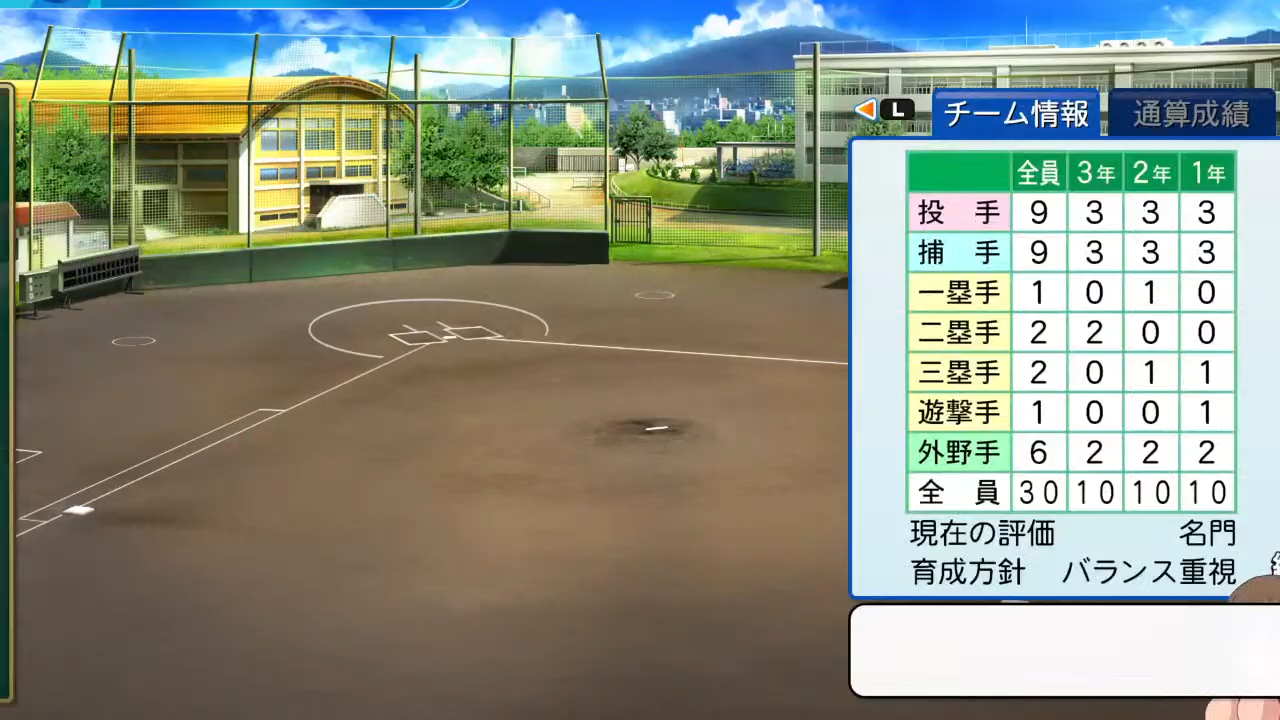 L チーム情報 通算成績
全員 3年 2年 1年
投手 9 3 3 3
捕手 9 3 3 3
一塁手 1 0 1 0
二塁手 2 2 0 0
三塁手 2 0 1 1
遊撃手 1 0 0 1
外野手 6 2 2 2
全員 30 10 10 10
現在の評価 名門
育成方針 バランス重視